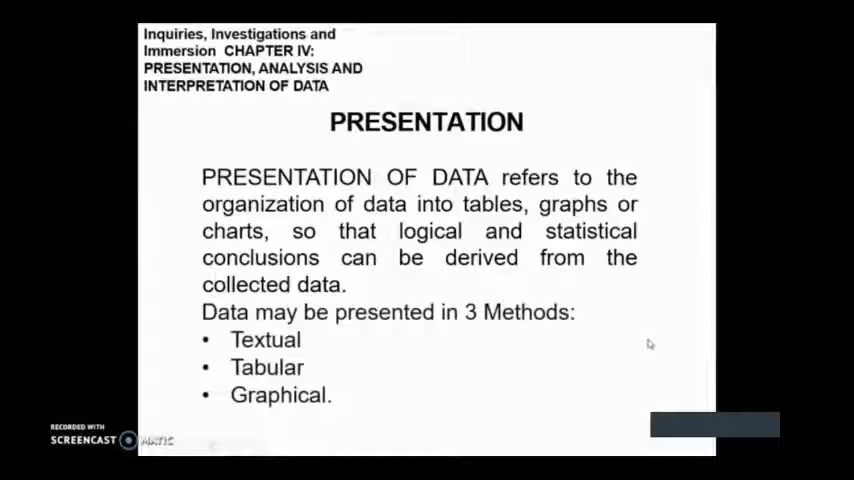 Inquiries, Investigations and
Immersion CHAPTER IV:
PRESENTATION, ANALYSIS AND
INTERPRETATION OF DATA
PRESENTATION
PRESENTATION OF DATA refers to the
organization of data into tables, graphs or
charts, so that logical and statistical
conclusions can be derived from the
collected data.
Data may be presented in 3 Methods:
• Textual
• Tabular
• Graphical.
RECORDED WITH
SCREENCAST MATIC